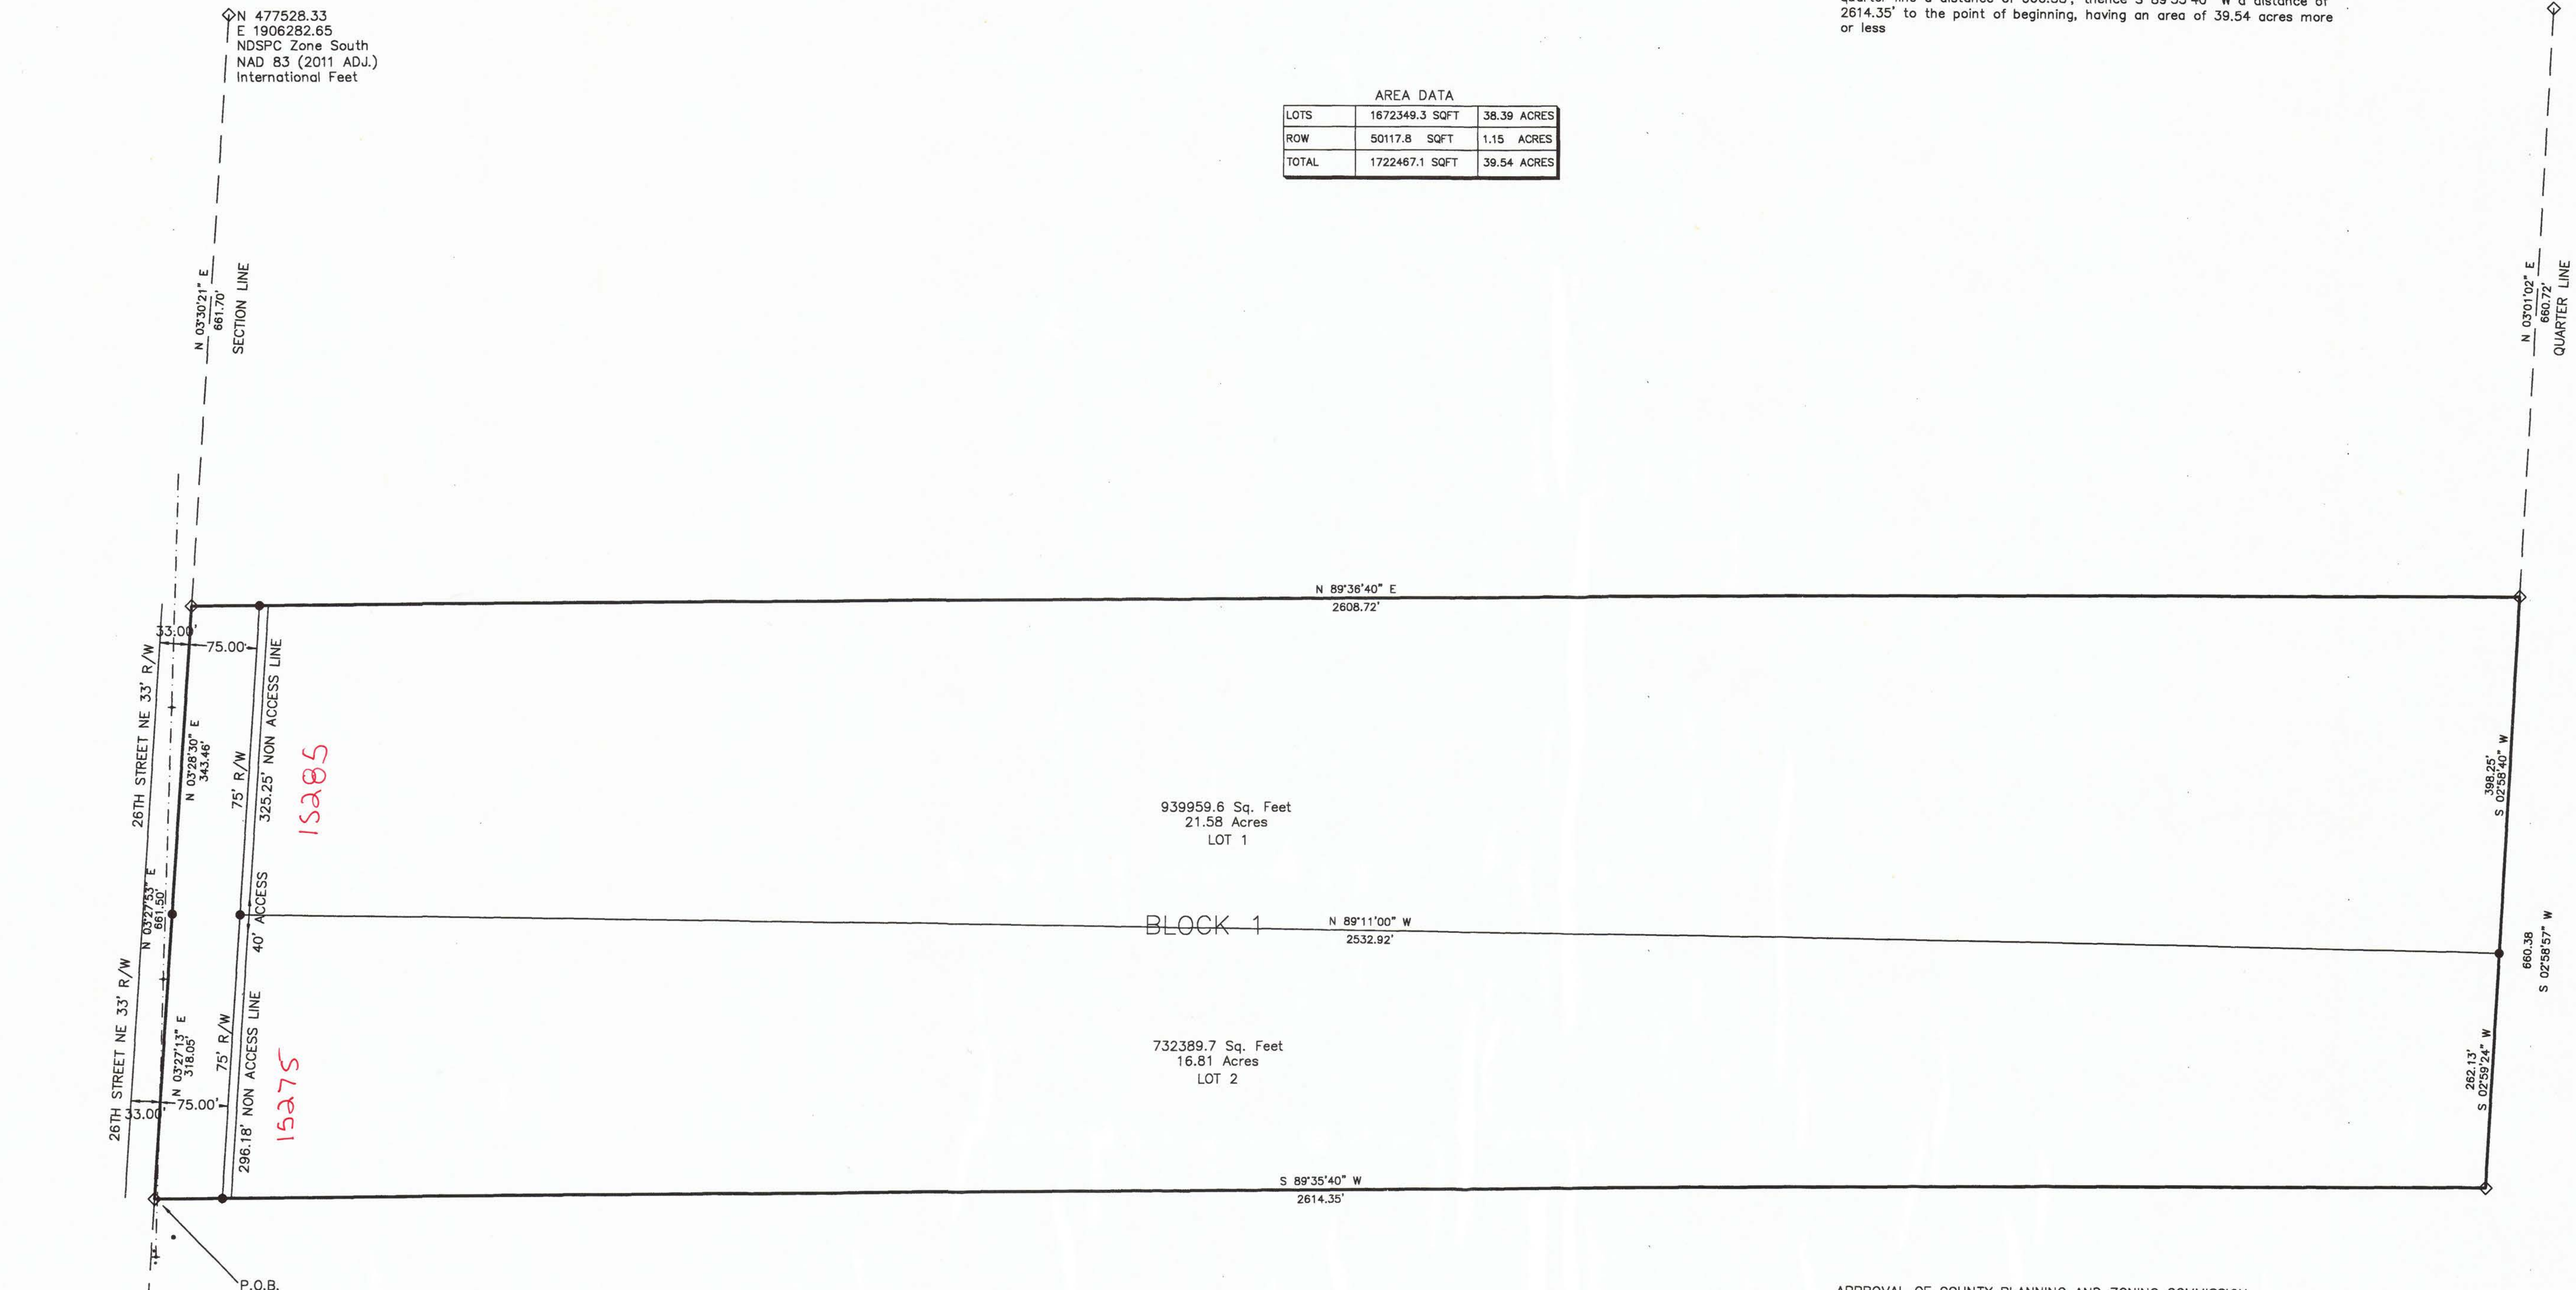 N 477528.33
E 1906282.65
NDSPC Zone South
NAD 83 (2011 ADJ.)
International Feet
2614.35' to the point of beginning, having an area of 39.54 acres more
or less
AREA DATA
LOTS 1672349.3 SQFT 38.39 ACRES
ROW 50117.8 SQFT 1.15 ACRES
TOTAL 1722467.1 SQFT 39.54 ACRES
N 03°30'21" E
661.70'
SECTION LINE
N 03°01'02" E
660.72'
QUARTER LINE
N 89°36'40" E
2608.72'
33.00'
75.00'
26TH STREET NE 33' R/W
N 03°28'30" E
343.46'
75' R/W
325.25' NON ACCESS LINE
15285
939959.6 Sq. Feet
21.58 Acres
LOT 1
398.25'
S 02°58'40" W
N 03°27'53" E
661.50'
40' ACCESS
BLOCK 1
N 89°11'00" W
2532.92'
660.38
S 02°58'57" W
26TH STREET NE 33' R/W
N 03°27'13" E
318.05'
75' R/W
296.18' NON ACCESS LINE
15275
33.00'
75.00'
732389.7 Sq. Feet
16.81 Acres
LOT 2
262.13'
S 02°59'24" W
S 89°35'40" W
2614.35'
P.O.B.
APPROVAL OF COUNTY PLANNING AND ZONING COMMISSION